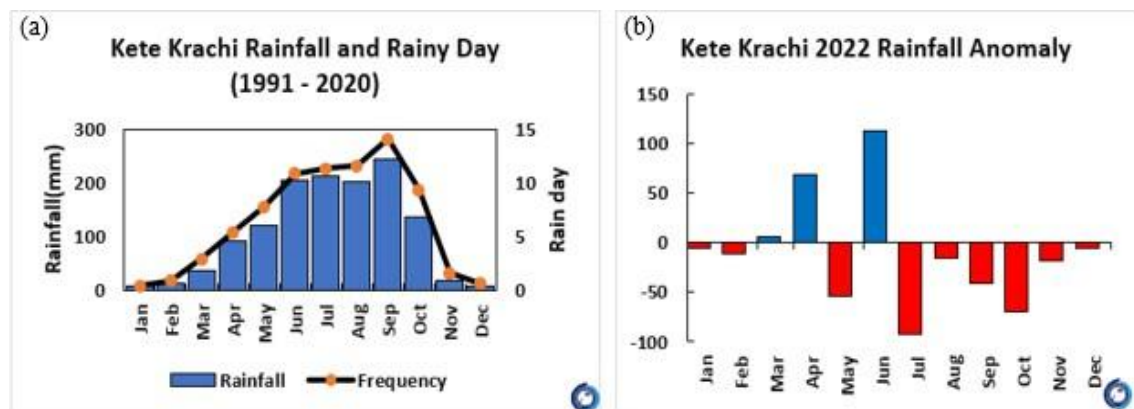 (a)
Kete Krachi Rainfall and Rainy Day
(1991 - 2020)
Rainfall(mm)
300
200
100
0
15
10
5
0
Rain day
Jan
Feb
Mar
Apr
May
Jun
Jul
Aug
Sep
Oct
Nov
Dec
Rainfall
Frequency
(b)
Kete Krachi 2022 Rainfall Anomaly
150
100
50
0
-50
-100
Jan
Feb
Mar
Apr
May
Jun
Jul
Aug
Sep
Oct
Nov
Dec